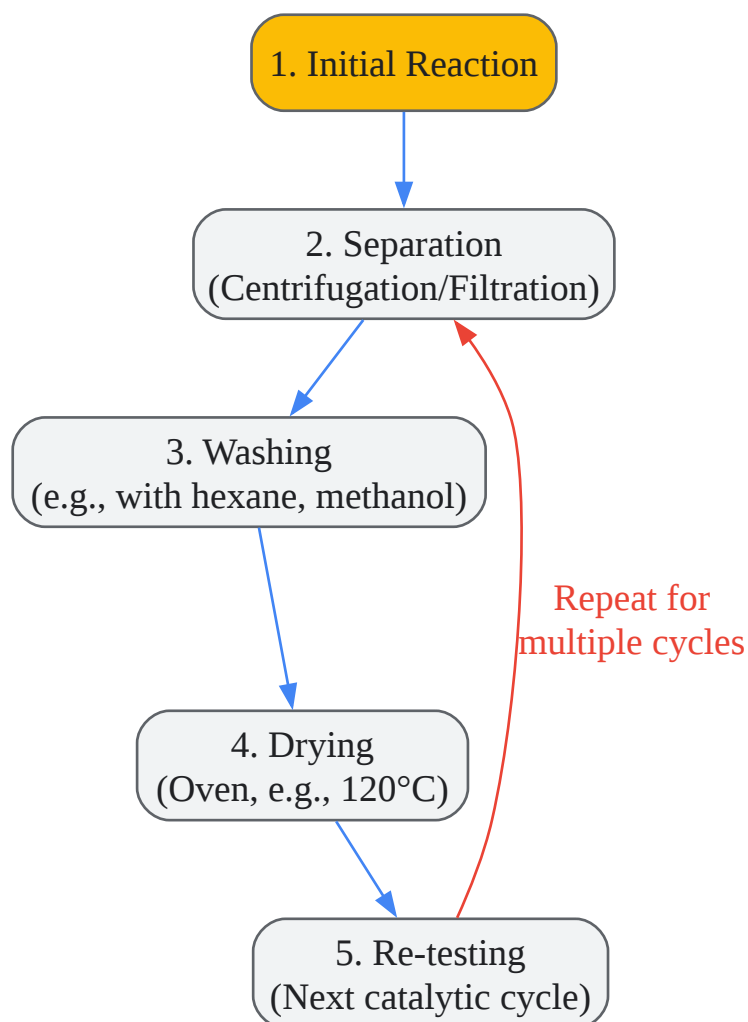 1. Initial Reaction
2. Separation
(Centrifugation/Filtration)
3. Washing
(e.g., with hexane, methanol)
Repeat for
multiple cycles
4. Drying
(Oven, e.g., 120°C)
5. Re-testing
(Next catalytic cycle)